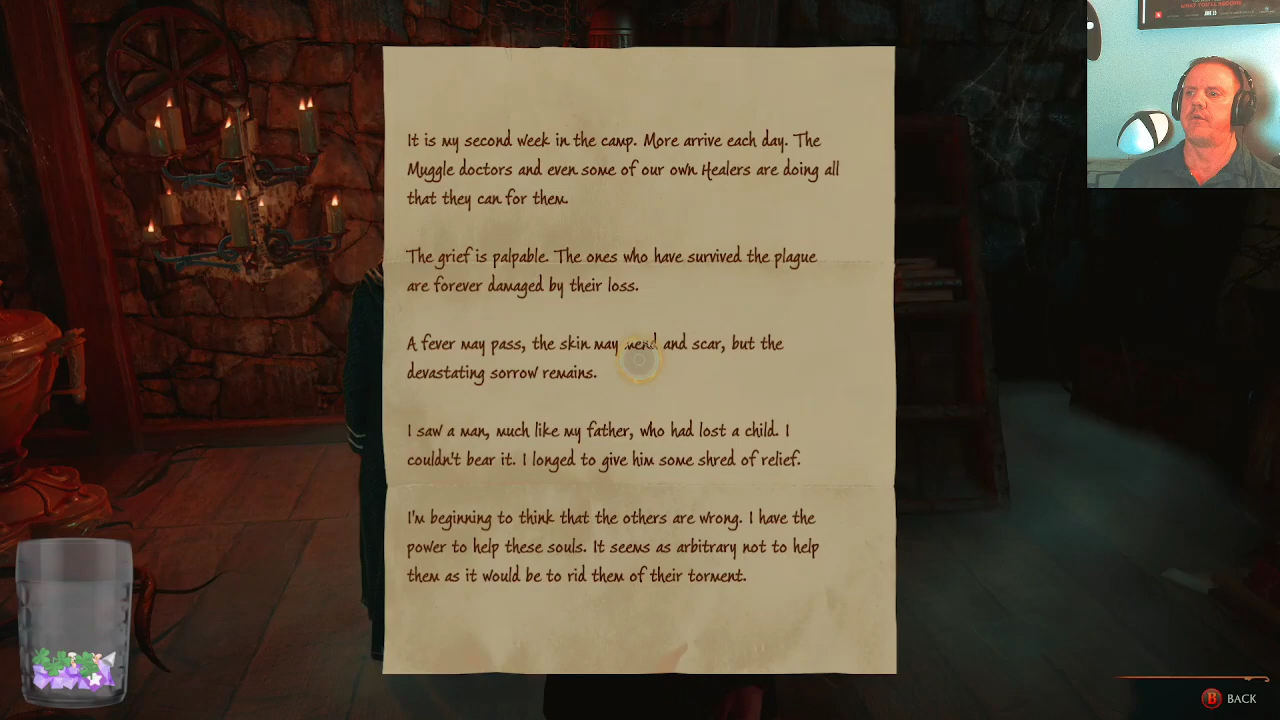 WHAT YOU'LL BECOME
It is my second week in the camp. More arrive each day. The
Muggle doctors and even some of our own Healers are doing all
that they can for them.
The grief is palpable. The ones who have survived the plague
are forever damaged by their loss.
A fever may pass, the skin may mend and scar, but the
devastating sorrow remains.
I saw a man, much like my father, who had lost a child. I
couldn't bear it. I longed to give him some shred of relief.
I'm beginning to think that the others are wrong. I have the
power to help these souls. It seems as arbitrary not to help
them as it would be to rid them of their torment.
B BACK